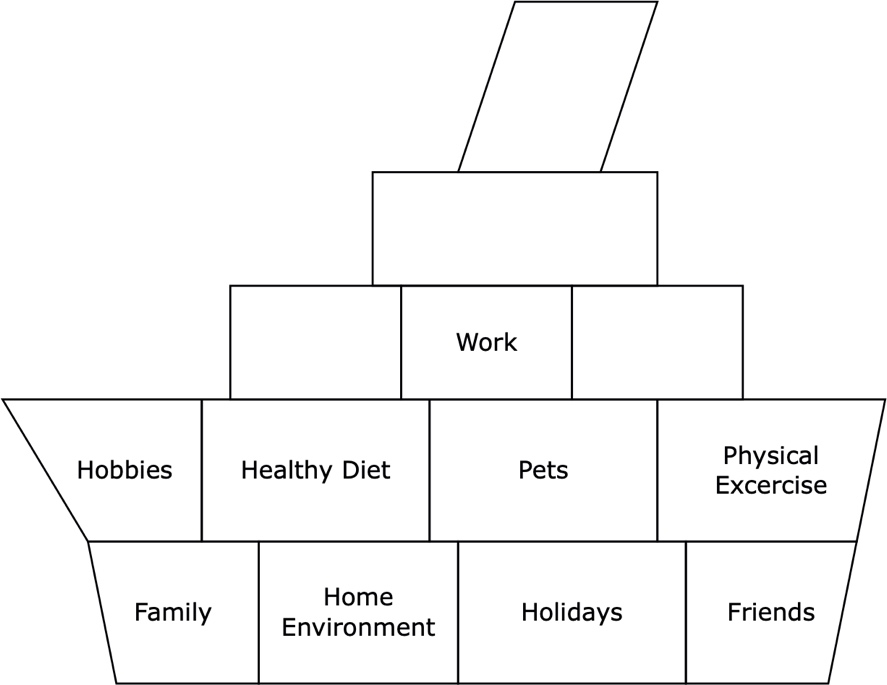 Work
Hobbies
Healthy Diet
Pets
Physical
Excercise
Family
Home
Environment
Holidays
Friends